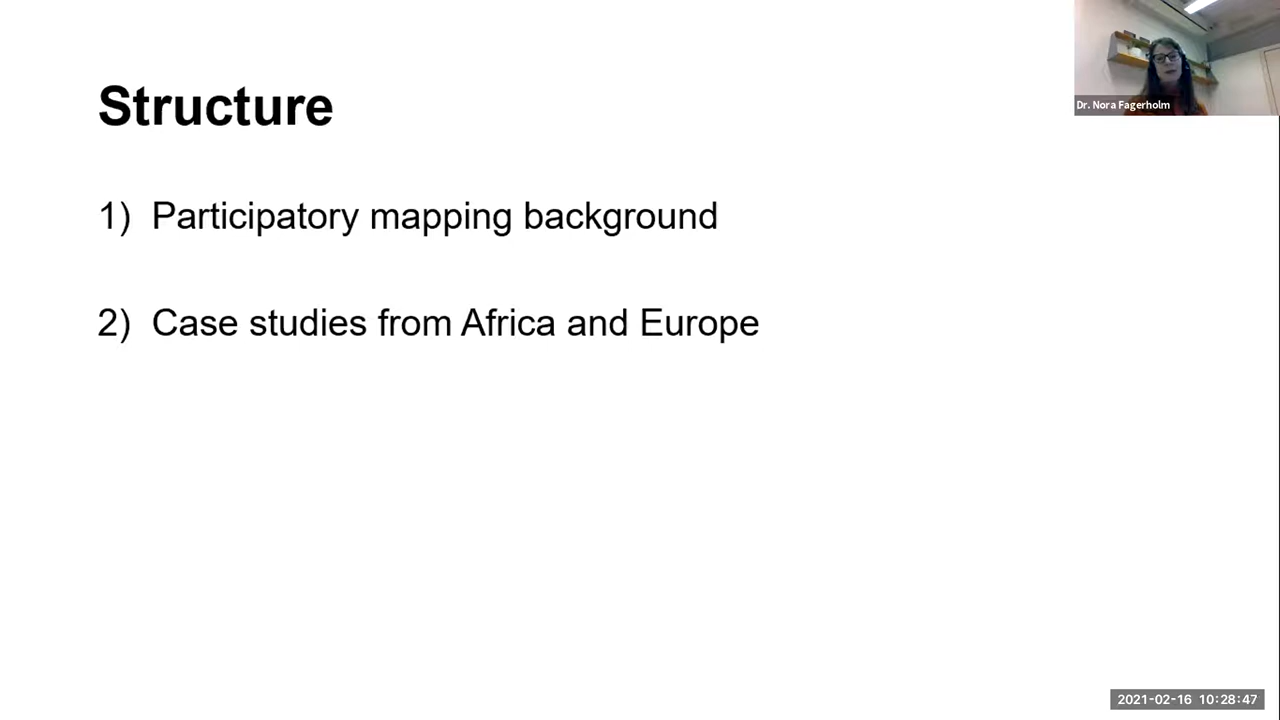 Structure
1) Participatory mapping background
2) Case studies from Africa and Europe
Dr. Nora Fagerholm
2021-02-16 10:28:47